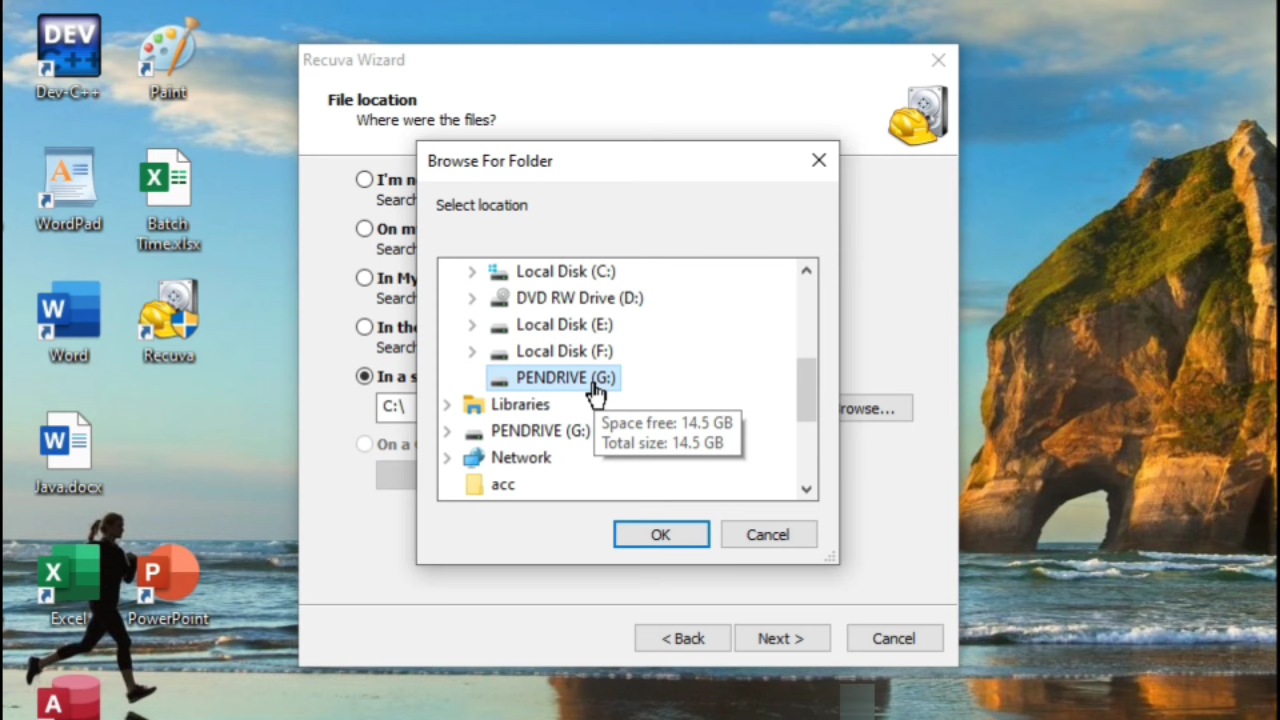 DEV
C++
Dev-C++
Paint
WordPad
Batch
Time.xlsx
Word
Recuva
Java.docx
Excel
PowerPoint
Recuva Wizard
File location
Where were the files?
I'm n
Search
On m
Search
In My
Search
In the
Search
In a s
C:\
rowse...
On a
Browse For Folder
Select location
Local Disk (C:)
DVD RW Drive (D:)
Local Disk (E:)
Local Disk (F:)
PENDRIVE (G:)
Libraries
PENDRIVE (G:)
Network
acc
Space free: 14.5 GB
Total size: 14.5 GB
OK
Cancel
< Back
Next >
Cancel